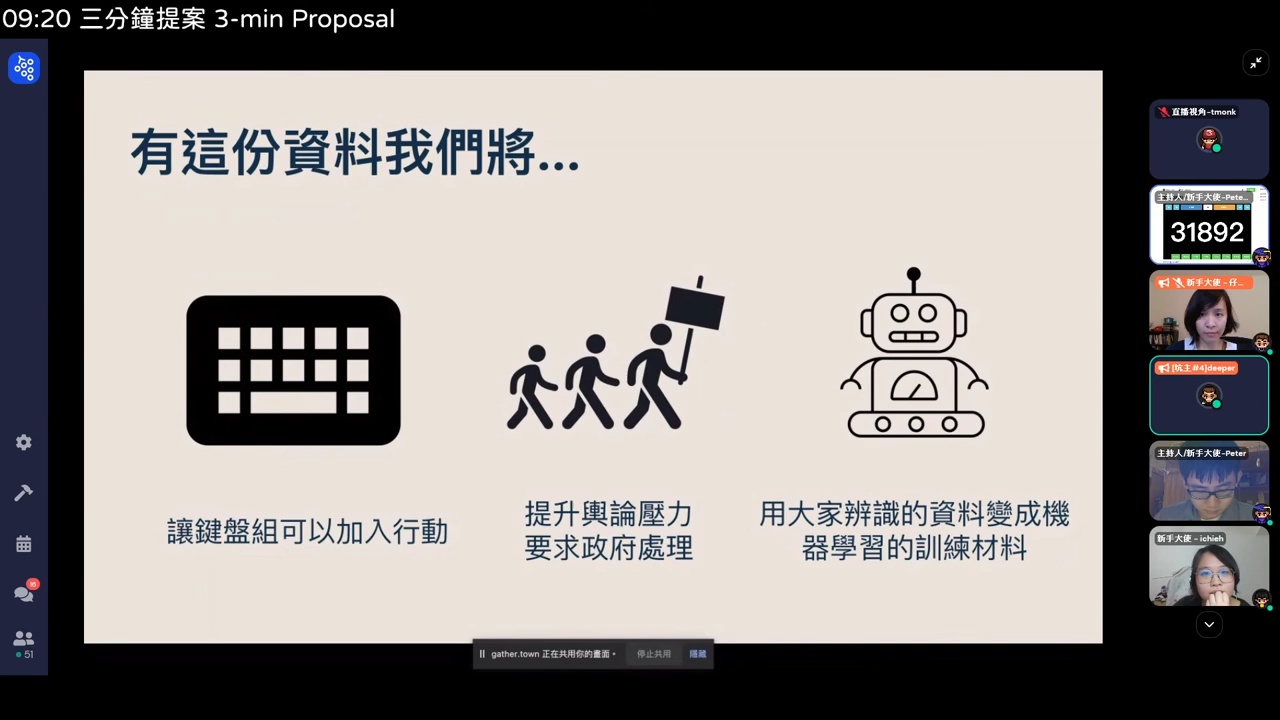 09:20 三分鐘提案 3-min Proposal
有這份資料我們將...
讓鍵盤組可以加入行動
提升輿論壓力
要求政府處理
用大家辨識的資料變成機
器學習的訓練材料
gather.town 正在共用你的畫面。
停止共用
隱藏
直播視角-tmonk
主持人/新手大使-Pete...
31892
新手大使 – 仔...
[坑主#4]deeper
主持人/新手大使-Peter
新手大使 – ichieh
51